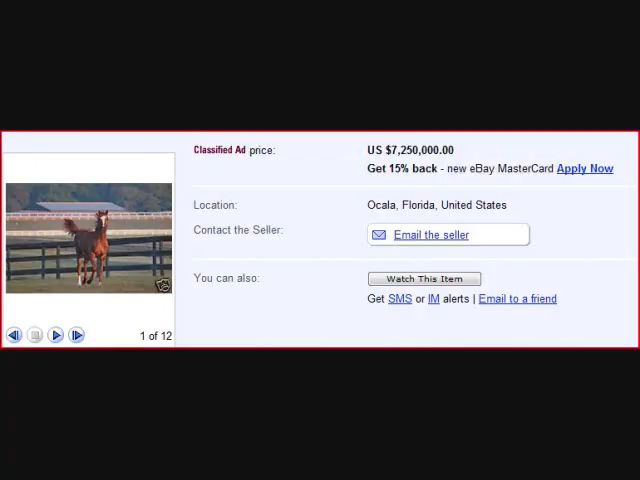 Classified Ad price: US $7,250,000.00
Get 15% back - new eBay MasterCard Apply Now
Location: Ocala, Florida, United States
Contact the Seller: Email the seller
You can also: Watch This Item
Get SMS or IM alerts | Email to a friend
1 of 12